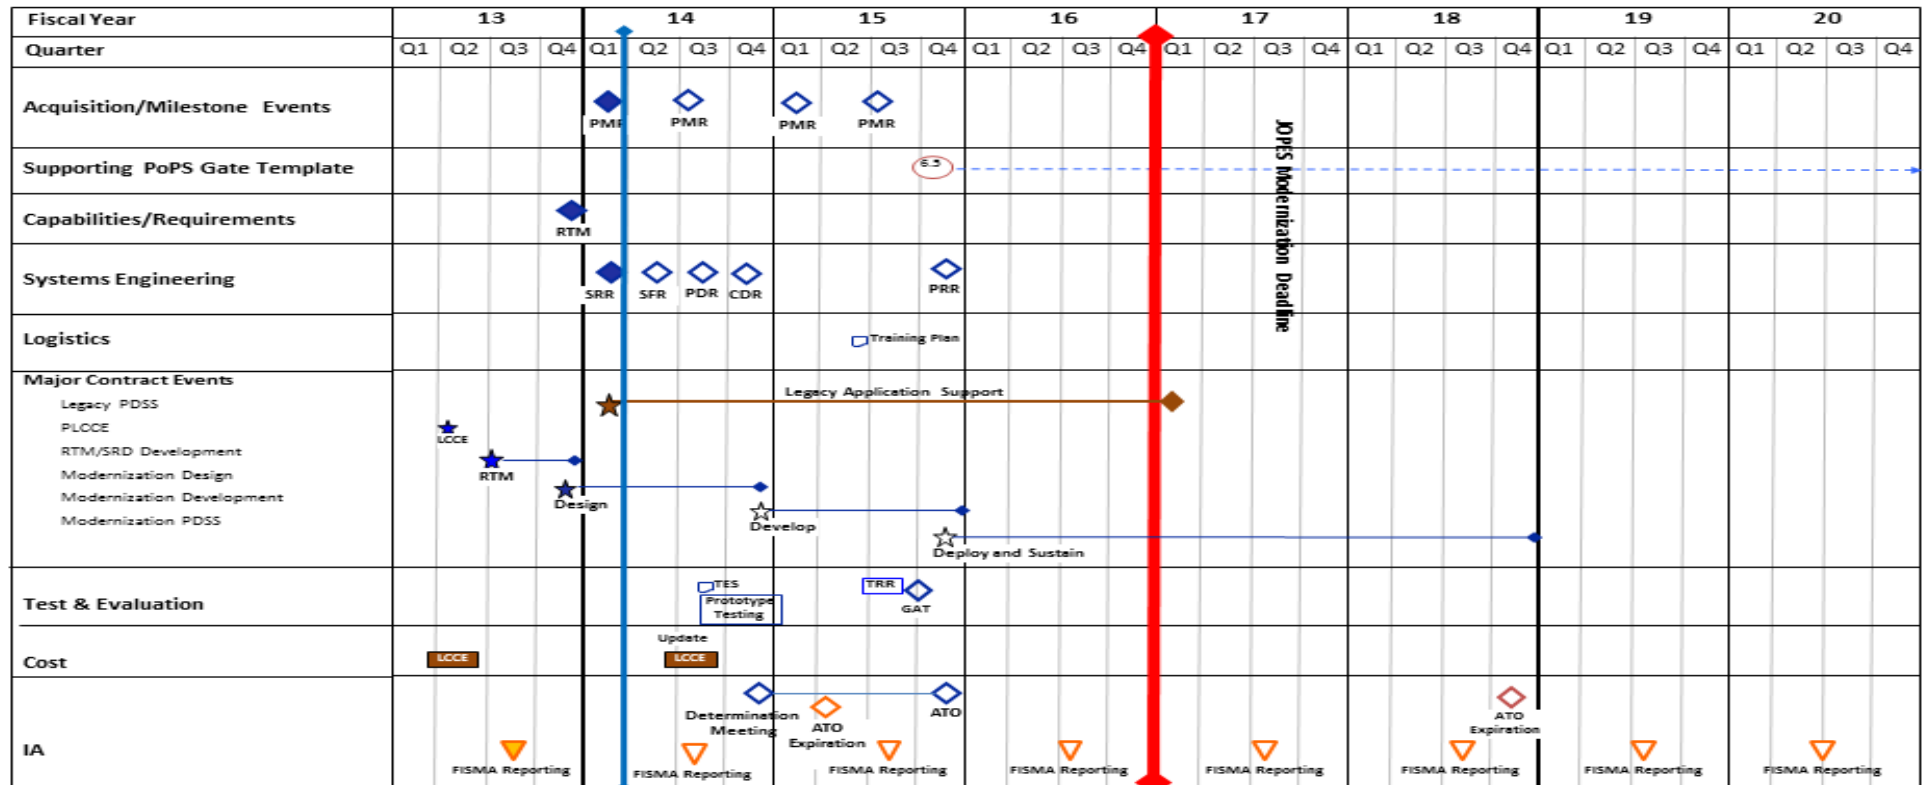 Fiscal Year 13 14 15 16 17 18 19 20
Quarter Q1 Q2 Q3 Q4 Q1 Q2 Q3 Q4 Q1 Q2 Q3 Q4 Q1 Q2 Q3 Q4 Q1 Q2 Q3 Q4 Q1 Q2 Q3 Q4 Q1 Q2 Q3 Q4 Q1 Q2 Q3 Q4
Acquisition/Milestone Events
PMR PMR PMR PMR
JOPES Modernization Deadline
Supporting PoPS Gate Template
6.5
Capabilities/Requirements
RTM
Systems Engineering
SRR SFR PDR CDR PRR
Logistics
Training Plan
Major Contract Events
Legacy PDSS
Legacy Application Support
PLCCE
LCCE
RTM/SRD Development
RTM
Modernization Design
Design
Modernization Development
Develop
Modernization PDSS
Deploy and Sustain
Test & Evaluation
TES
Prototype
Testing
TRR
GAT
Cost
LCCE
Update
LCCE
IA
Determination
Meeting
ATO
Expiration
ATO
ATO
Expiration
FISMA Reporting FISMA Reporting FISMA Reporting FISMA Reporting FISMA Reporting FISMA Reporting FISMA Reporting FISMA Reporting